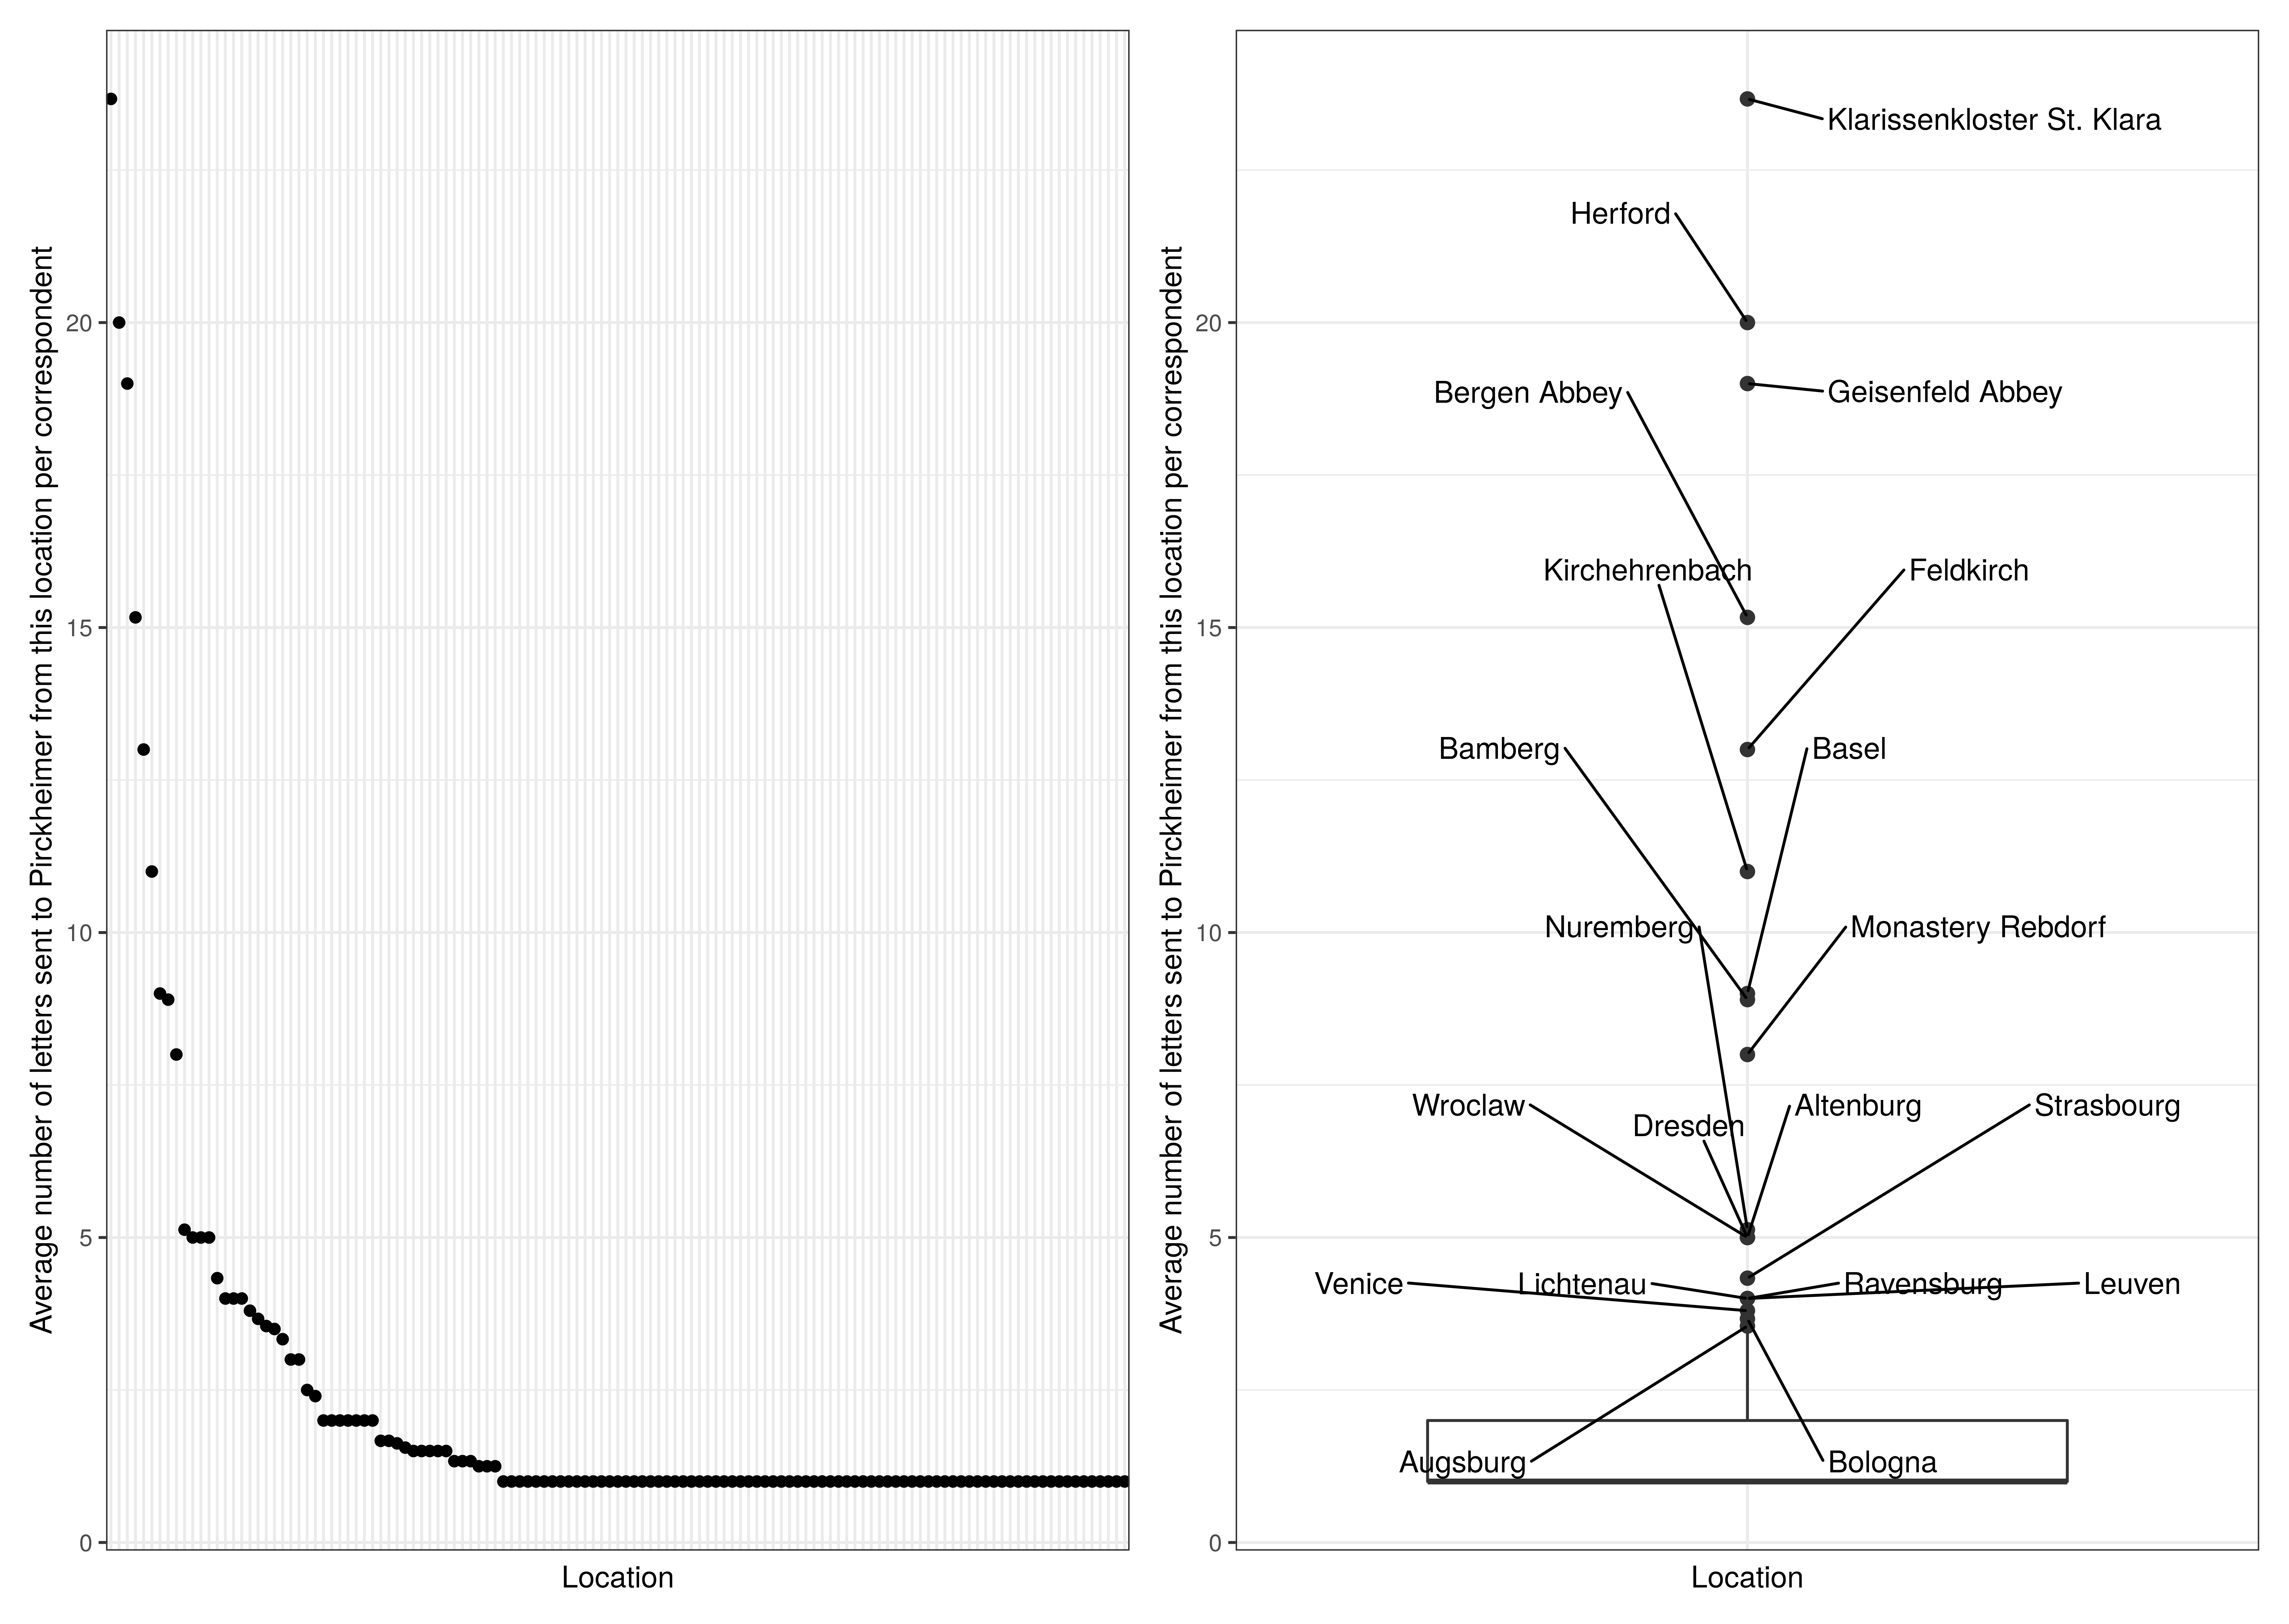 Average number of letters sent to Pirckheimer from this location per correspondent
20
15
10
5
0
Location
Average number of letters sent to Pirckheimer from this location per correspondent
20
15
10
5
0
Klarissenkloster St. Klara
Herford
Bergen Abbey
Geisenfeld Abbey
Kirchehrenbach
Feldkirch
Bamberg
Basel
Nuremberg
Monastery Rebdorf
Wroclaw
Dresden
Altenburg
Strasbourg
Venice
Lichtenau
Ravensburg
Leuven
Augsburg
Bologna
Location